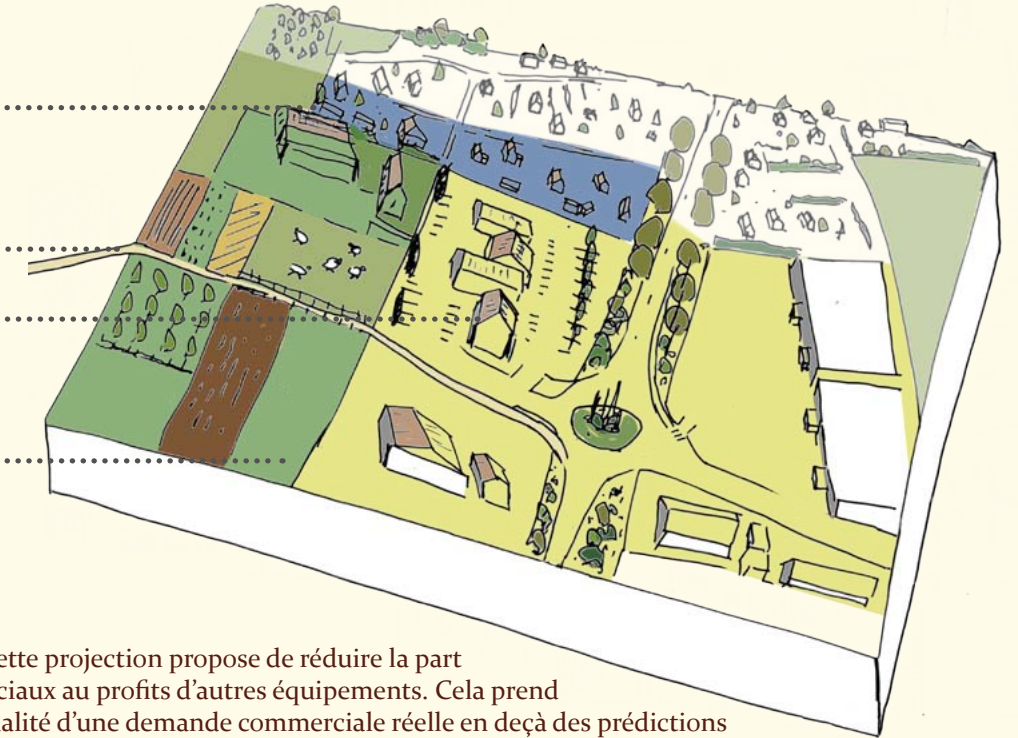 ette projection propose de réduire la part
ciaux au profits d'autres équipements. Cela prend
alité d'une demande commerciale réelle en deçà des prédictions